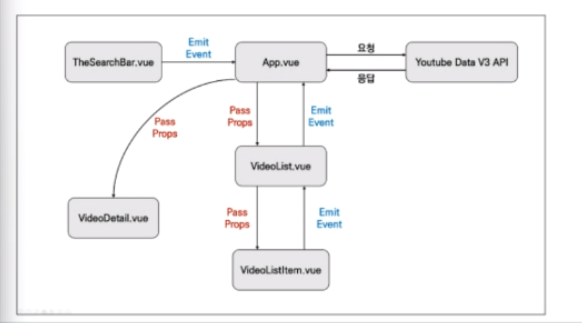 Emit
Event
요청
TheSearchBar.vue
App.vue
Youtube Data V3 API
응답
Pass
Props
Pass
Props
Emit
Event
VideoList.vue
VideoDetail.vue
Pass
Props
Emit
Event
VideoListItem.vue